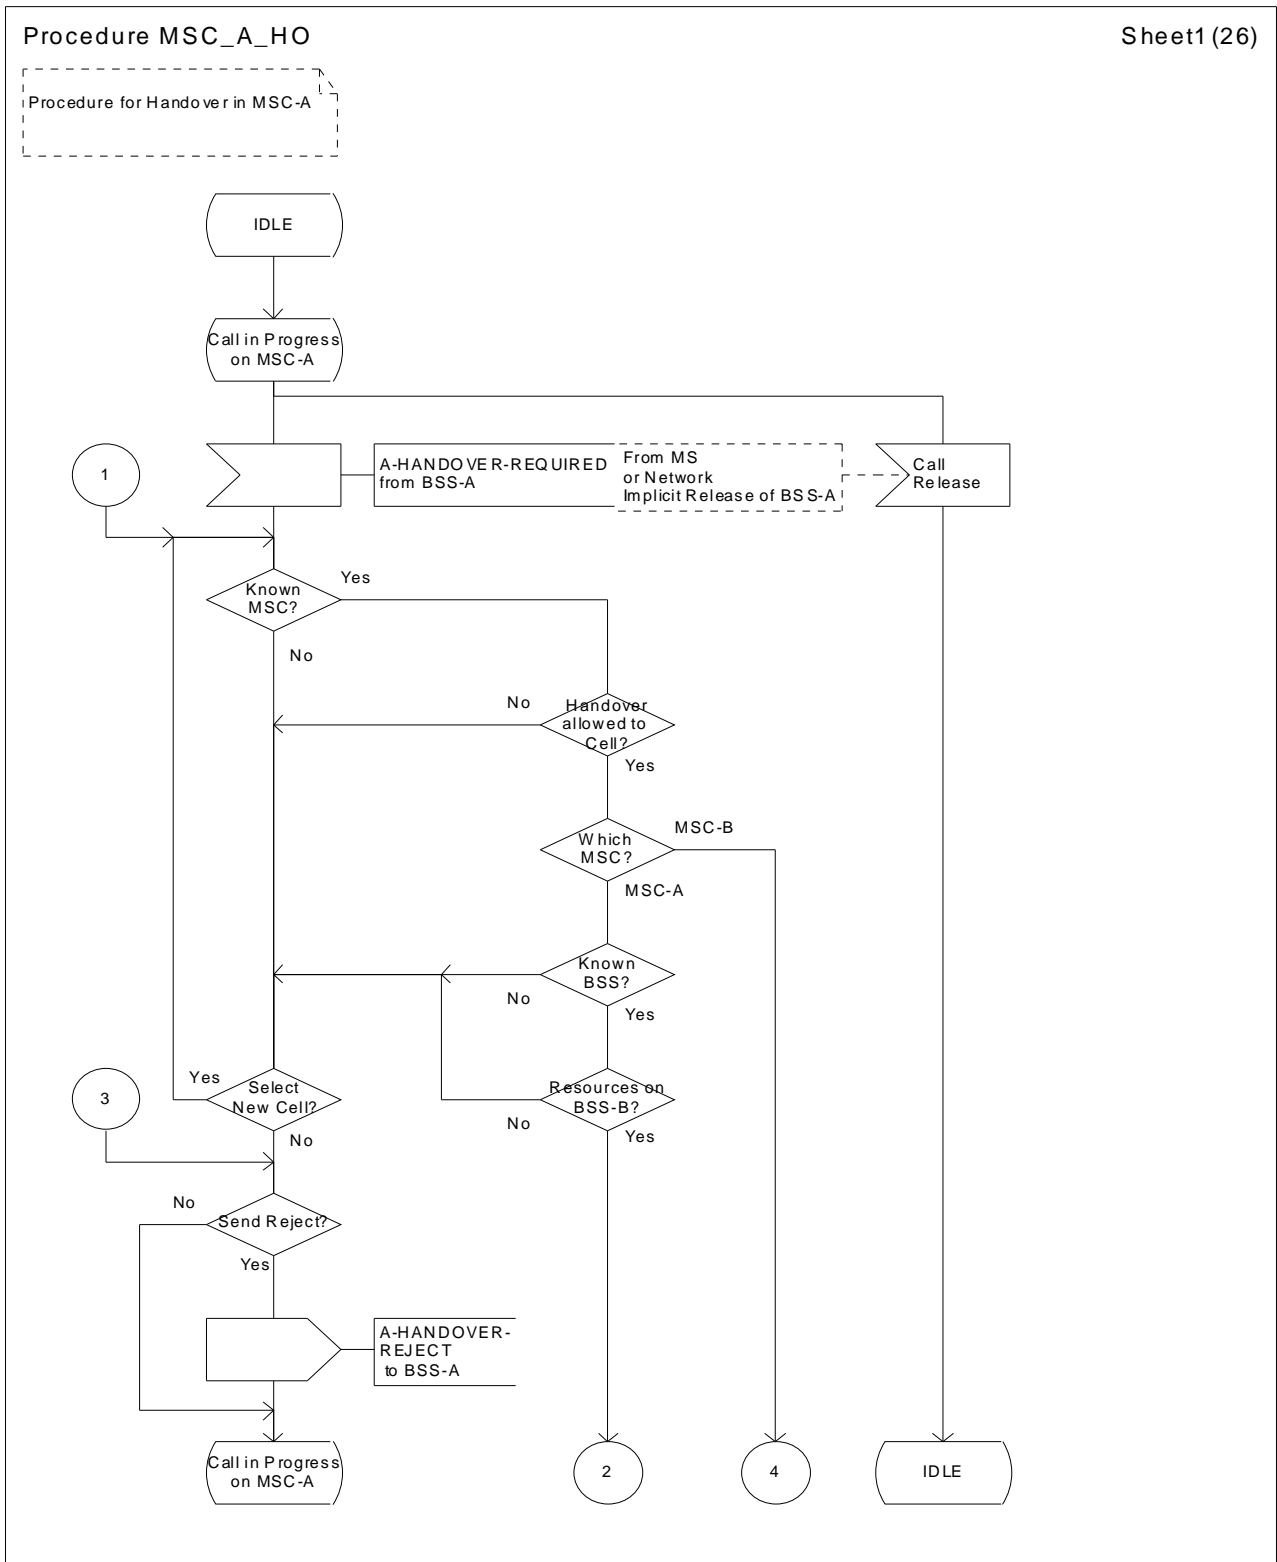 Procedure MSC_A_HO
Sheet1 (26)
Procedure for Handover in MSC-A
IDLE
Call in Progress
on MSC-A
1
A-HANDOVER-REQUIRED
from BSS-A
From MS
or Network
Implicit Release of BSS-A
Call
Release
Known
MSC?
Yes
No
No
Handover
allowed to
Cell?
Yes
Which
MSC?
MSC-B
MSC-A
Known
BSS?
No
Yes
3
Yes
Select
New Cell?
No
Resources on
BSS-B?
No
Yes
No
Send Reject?
Yes
A-HANDOVER-
REJECT
to BSS-A
Call in Progress
on MSC-A
2
4
IDLE